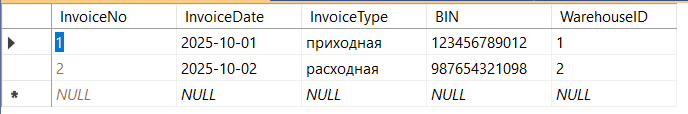 InvoiceNo InvoiceDate InvoiceType BIN WarehouseID
1 2025-10-01 приходная 123456789012 1
2 2025-10-02 расходная 987654321098 2
NULL NULL NULL NULL NULL